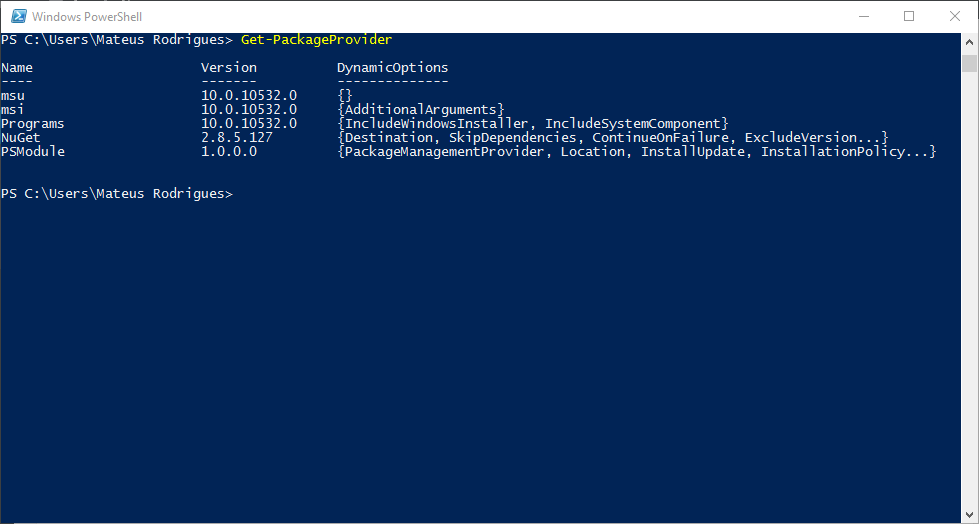 Windows PowerShell
PS C:\Users\Mateus Rodrigues> Get-PackageProvider
Name Version DynamicOptions
---- ------- --------------
msu 10.0.10532.0 {}
msi 10.0.10532.0 {AdditionalArguments}
Programs 10.0.10532.0 {IncludeWindowsInstaller, IncludeSystemComponent}
NuGet 2.8.5.127 {Destination, SkipDependencies, ContinueOnFailure, ExcludeVersion...}
PSModule 1.0.0.0 {PackageManagementProvider, Location, InstallUpdate, InstallationPolicy...}
PS C:\Users\Mateus Rodrigues>